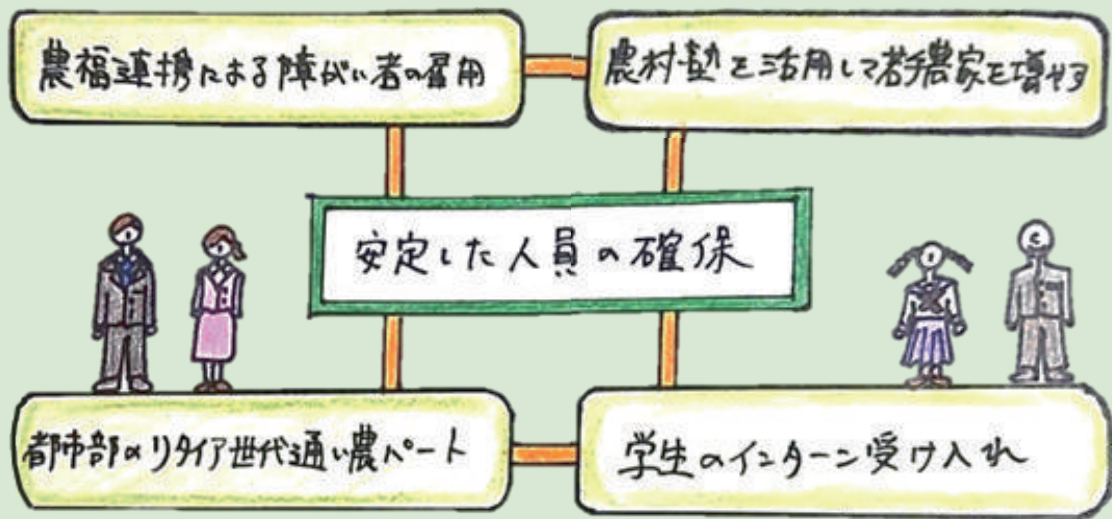 農福連携による障がい者の雇用
農村塾を活用して若手農家を増やす
安定した人員の確保
都市部のリタイア世代通い農パート
学生のインターン受け入れ